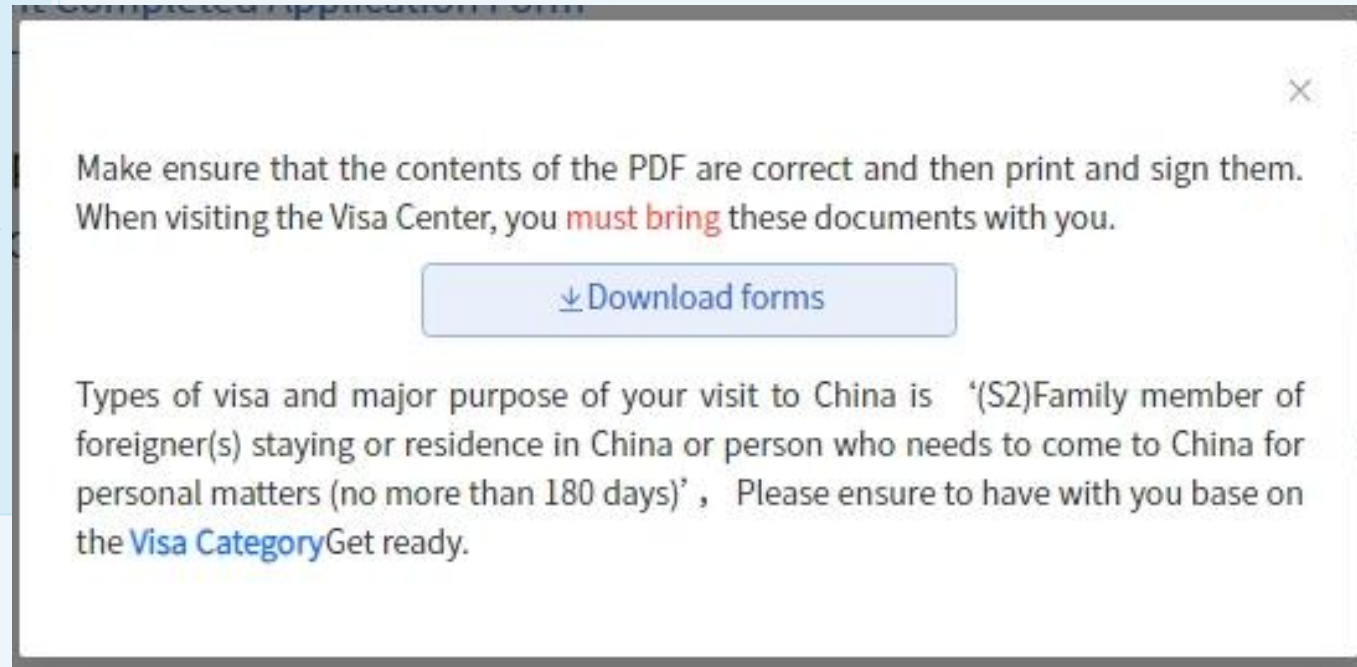 nt Completed Application Form
Make ensure that the contents of the PDF are correct and then print and sign them.
When visiting the Visa Center, you must bring these documents with you.
Download forms
Types of visa and major purpose of your visit to China is ‘(S2)Family member of
foreigner(s) staying or residence in China or person who needs to come to China for
personal matters (no more than 180 days)’， Please ensure to have with you base on
the Visa CategoryGet ready.